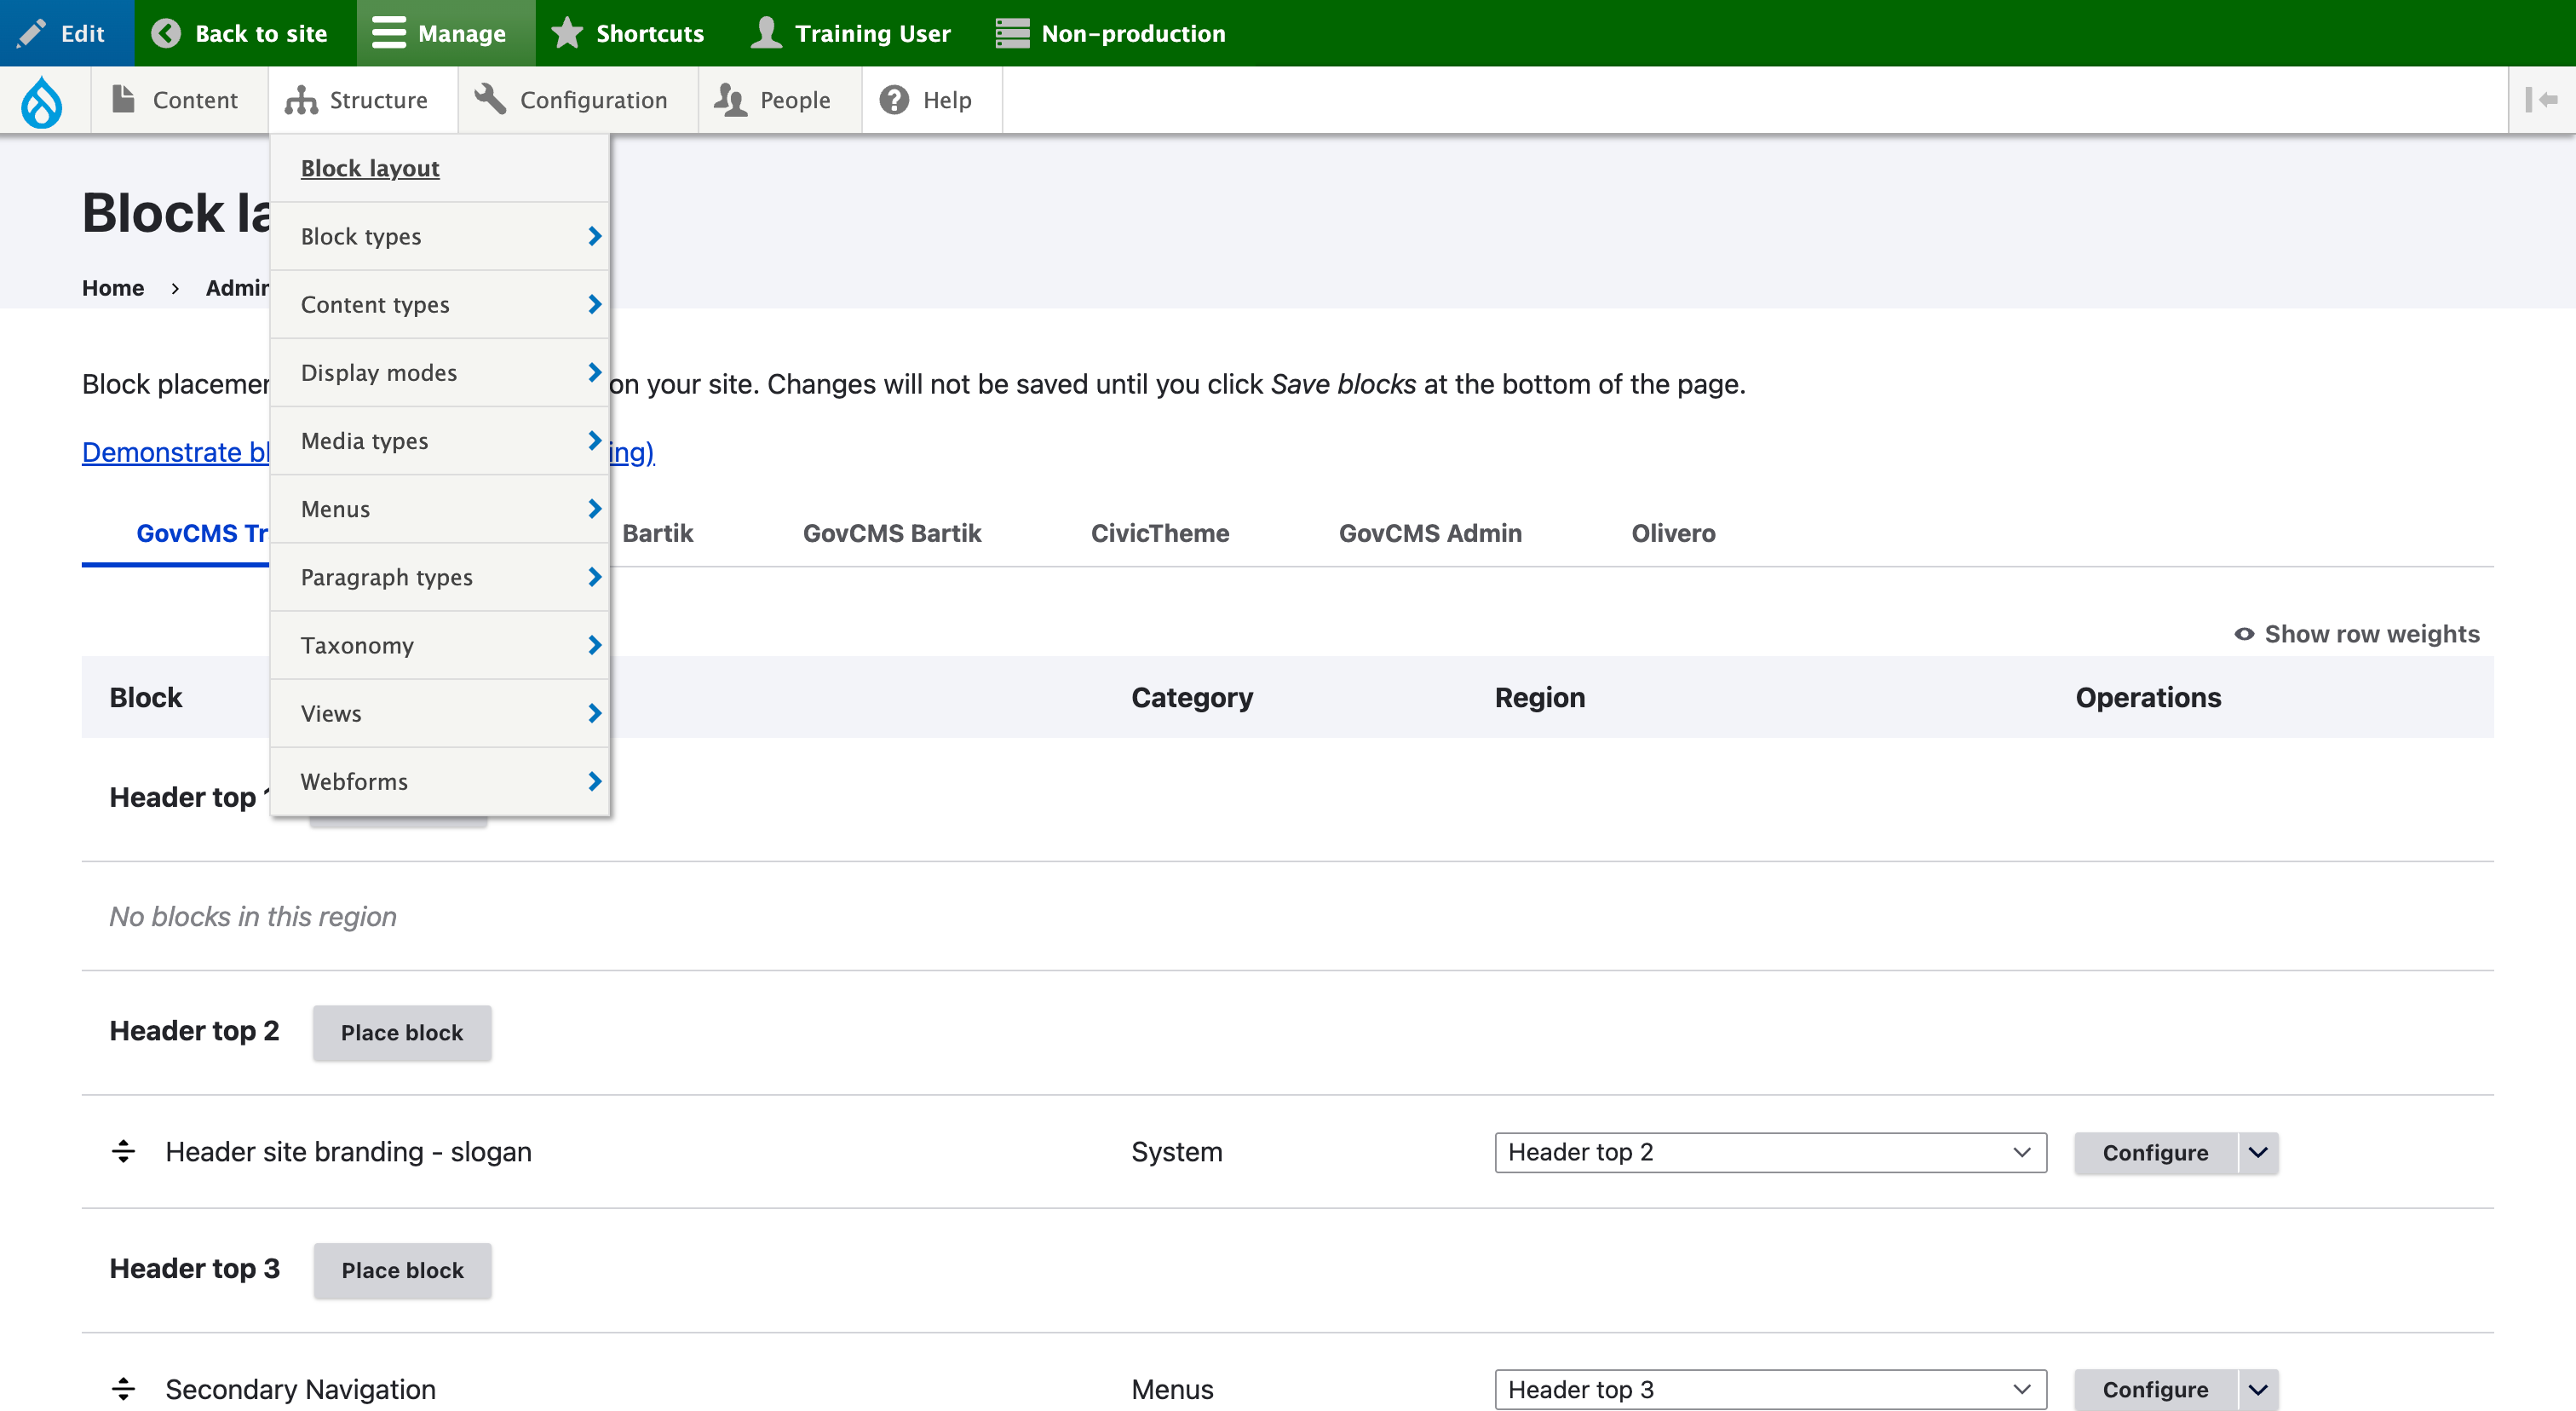 Edit Back to site Manage Shortcuts Training User Non-production
Content Structure Configuration People Help
Block layout
Block types
Content types
Display modes
Media types
Menus
Paragraph types
Taxonomy
Views
Webforms
Block la
Home › Admin
Block placemen on your site. Changes will not be saved until you click Save blocks at the bottom of the page.
Demonstrate bl ing)
GovCMS Tr Bartik GovCMS Bartik CivicTheme GovCMS Admin Olivero
Show row weights
Block Category Region Operations
Header top 1
No blocks in this region
Header top 2 Place block
Header site branding - slogan System Header top 2 Configure
Header top 3 Place block
Secondary Navigation Menus Header top 3 Configure